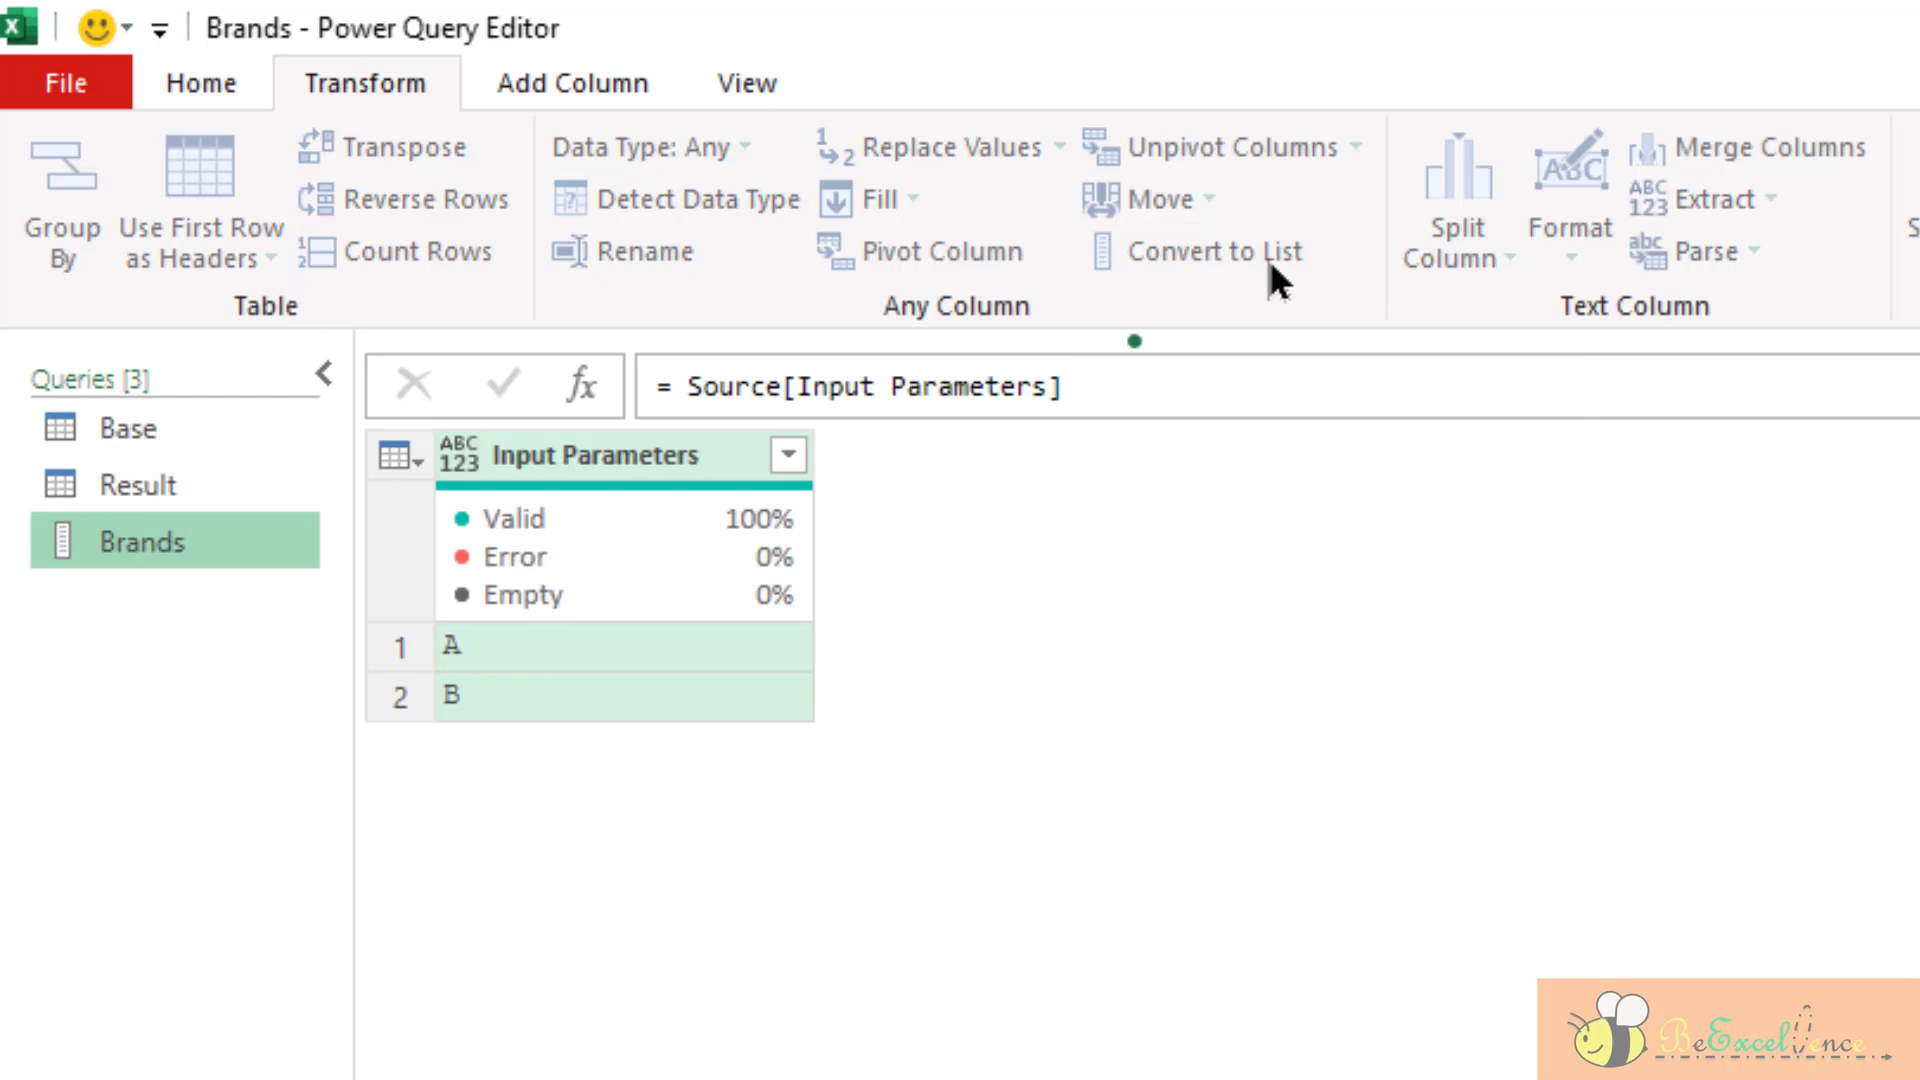 Brands - Power Query Editor
File Home Transform Add Column View
Group By
Use First Row as Headers
Transpose
Reverse Rows
Count Rows
Table
Data Type: Any
Detect Data Type
Rename
Replace Values
Fill
Pivot Column
Unpivot Columns
Move
Convert to List
Any Column
Split Column
Format
Merge Columns
Extract
Parse
Text Column
Queries [3]
Base
Result
Brands
fx = Source[Input Parameters]
ABC 123 Input Parameters
Valid 100%
Error 0%
Empty 0%
1 A
2 B
BeExcellence